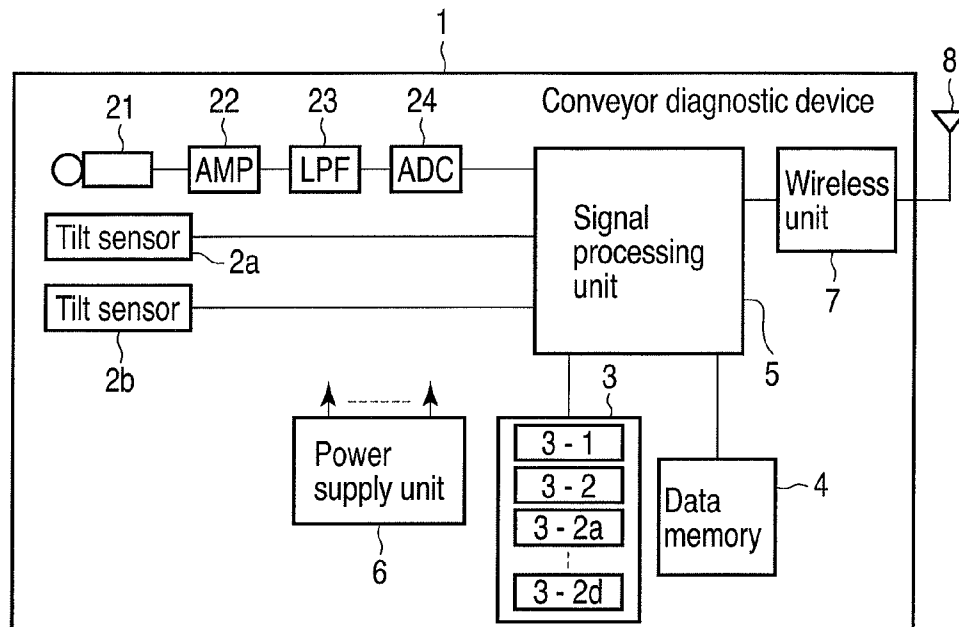 1
8
21
22
23
24
Conveyor diagnostic device
AMP
LPF
ADC
Wireless
unit
7
Signal
processing
unit
5
Tilt sensor
2a
Tilt sensor
2b
3
Power
supply unit
6
3 - 1
3 - 2
3 - 2a
3 - 2d
Data
memory
4